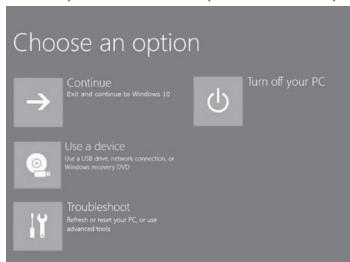 Choose an option
Continue
Exit and continue to Windows 10
Turn off your PC
Use a device
Use a USB drive, network connection, or
Windows recovery DVD
Troubleshoot
Refresh or reset your PC, or use
advanced tools